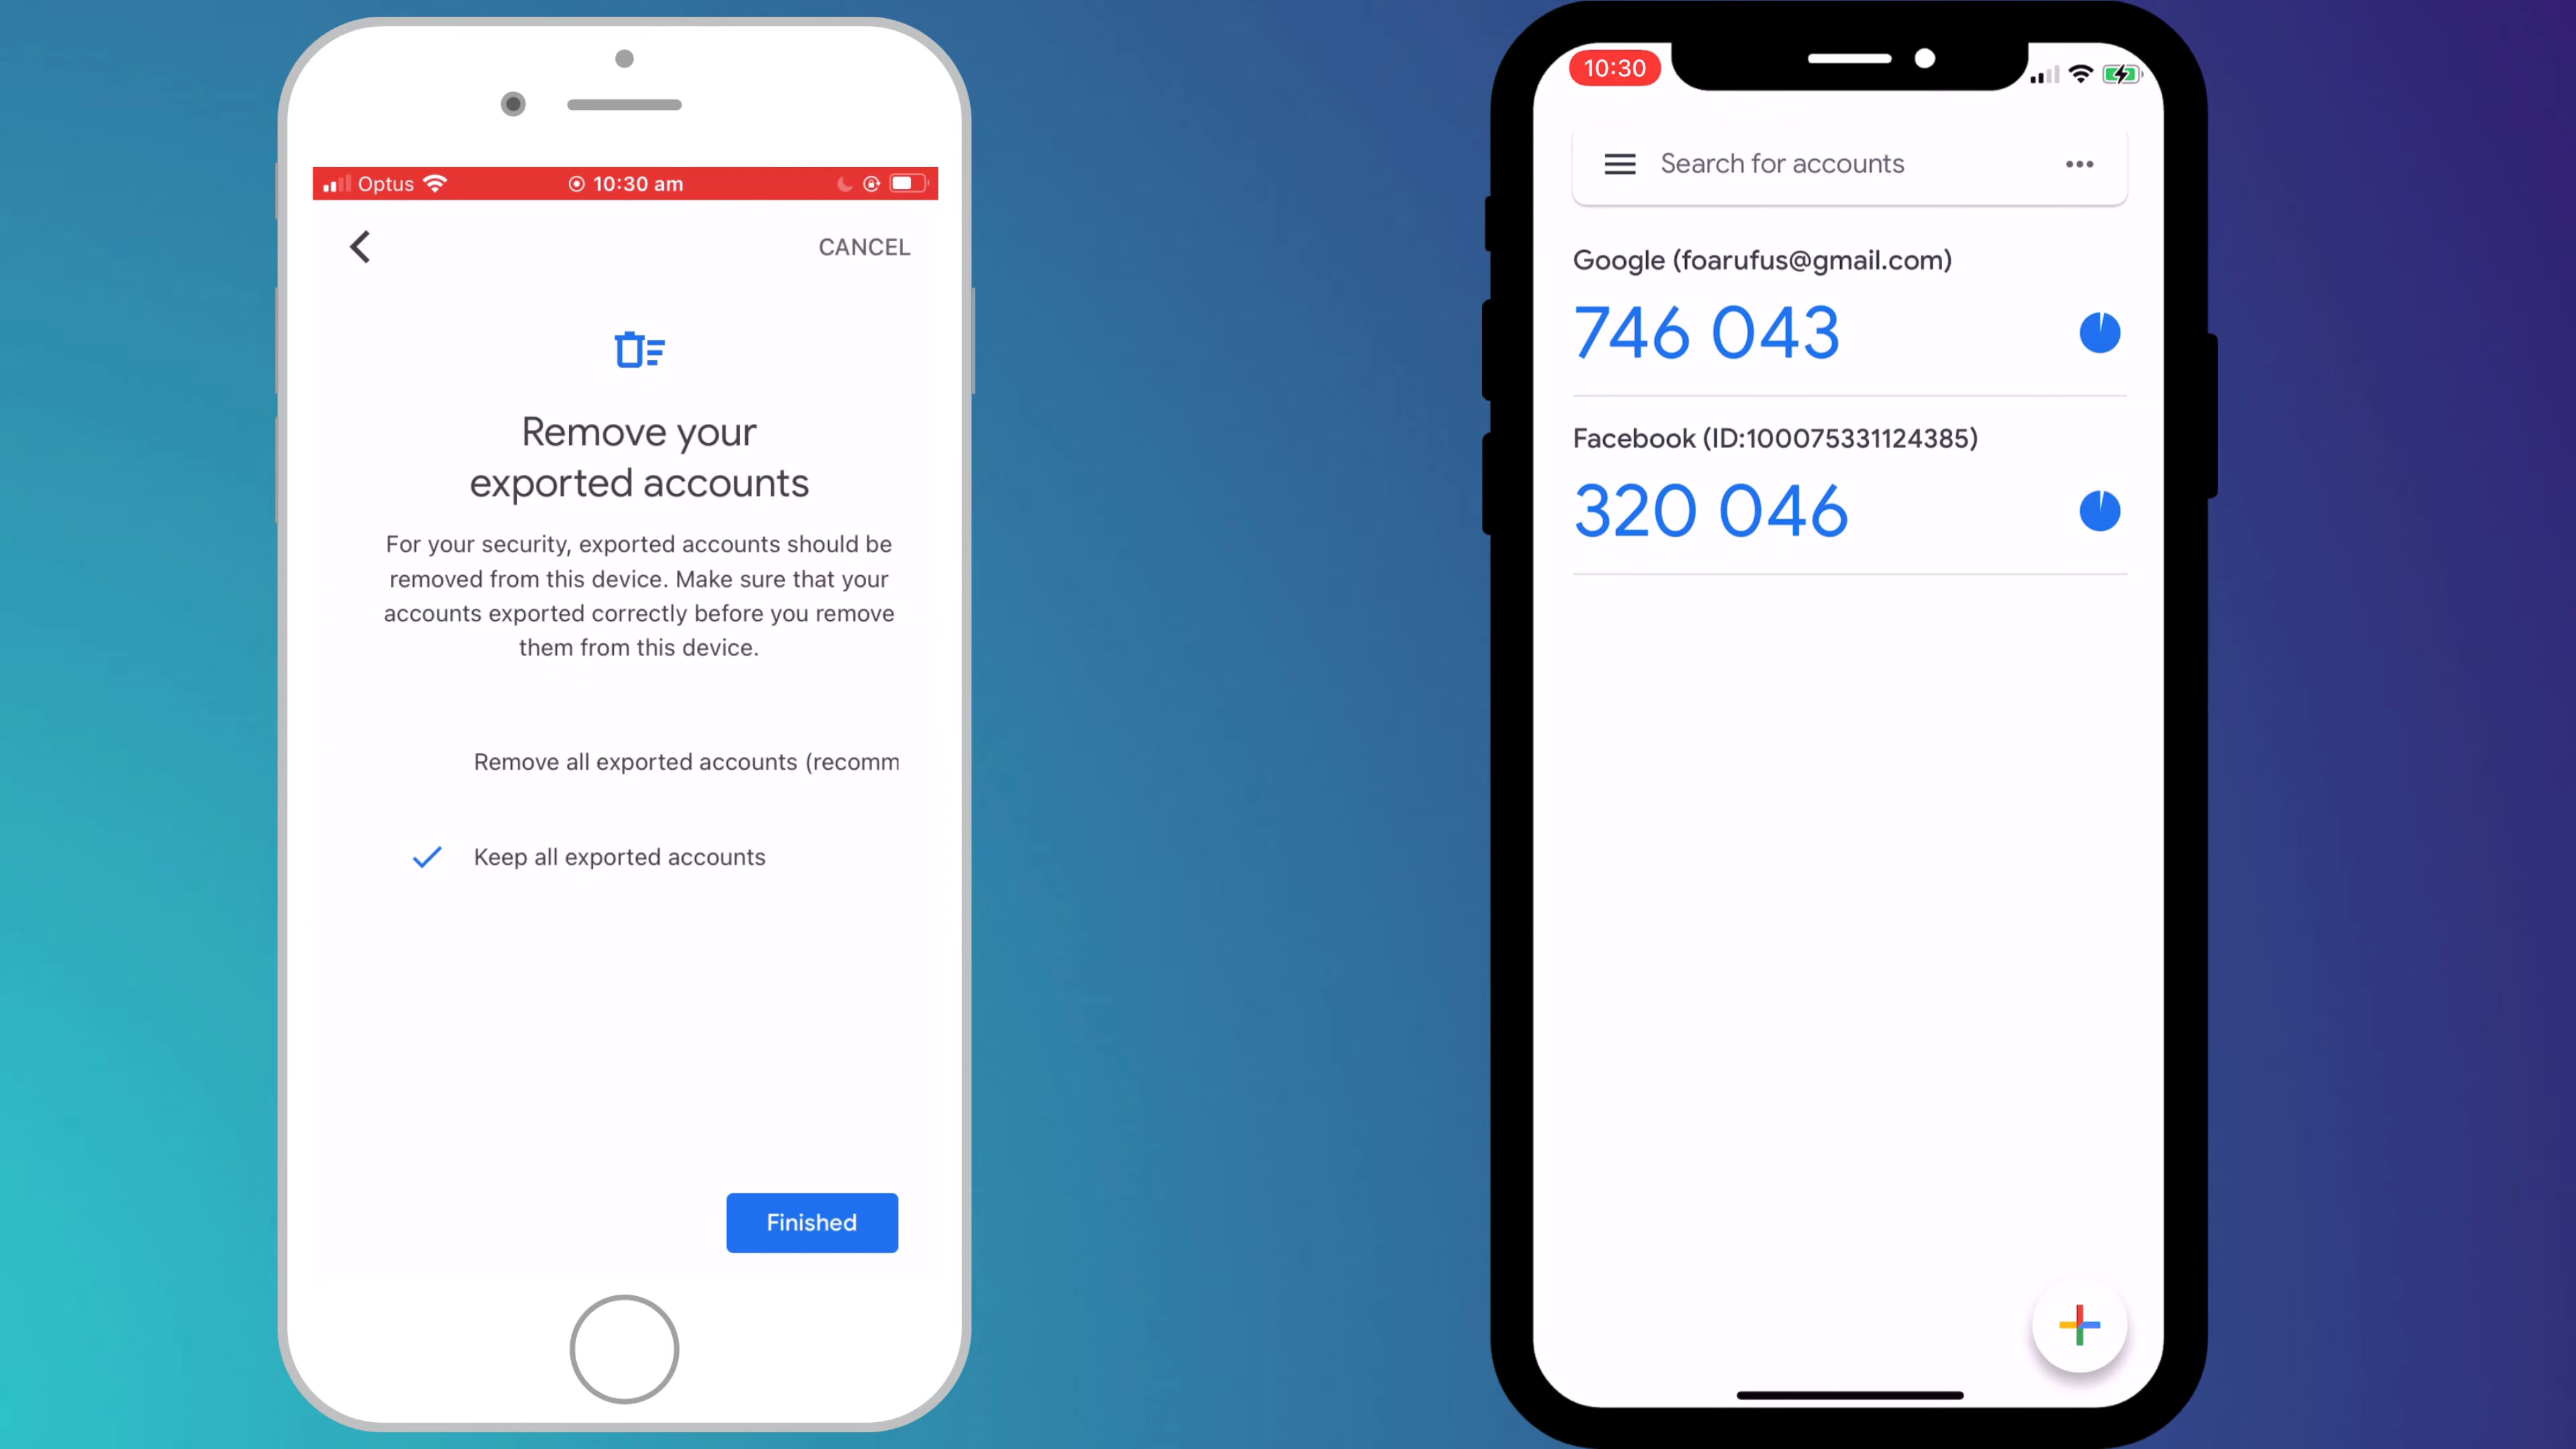 Optus
10:30 am
CANCEL
Remove your
exported accounts
For your security, exported accounts should be
removed from this device. Make sure that your
accounts exported correctly before you remove
them from this device.
Remove all exported accounts (recomm
Keep all exported accounts
Finished
10:30
Search for accounts
Google (foarufus@gmail.com)
746 043
Facebook (ID:100075331124385)
320 046